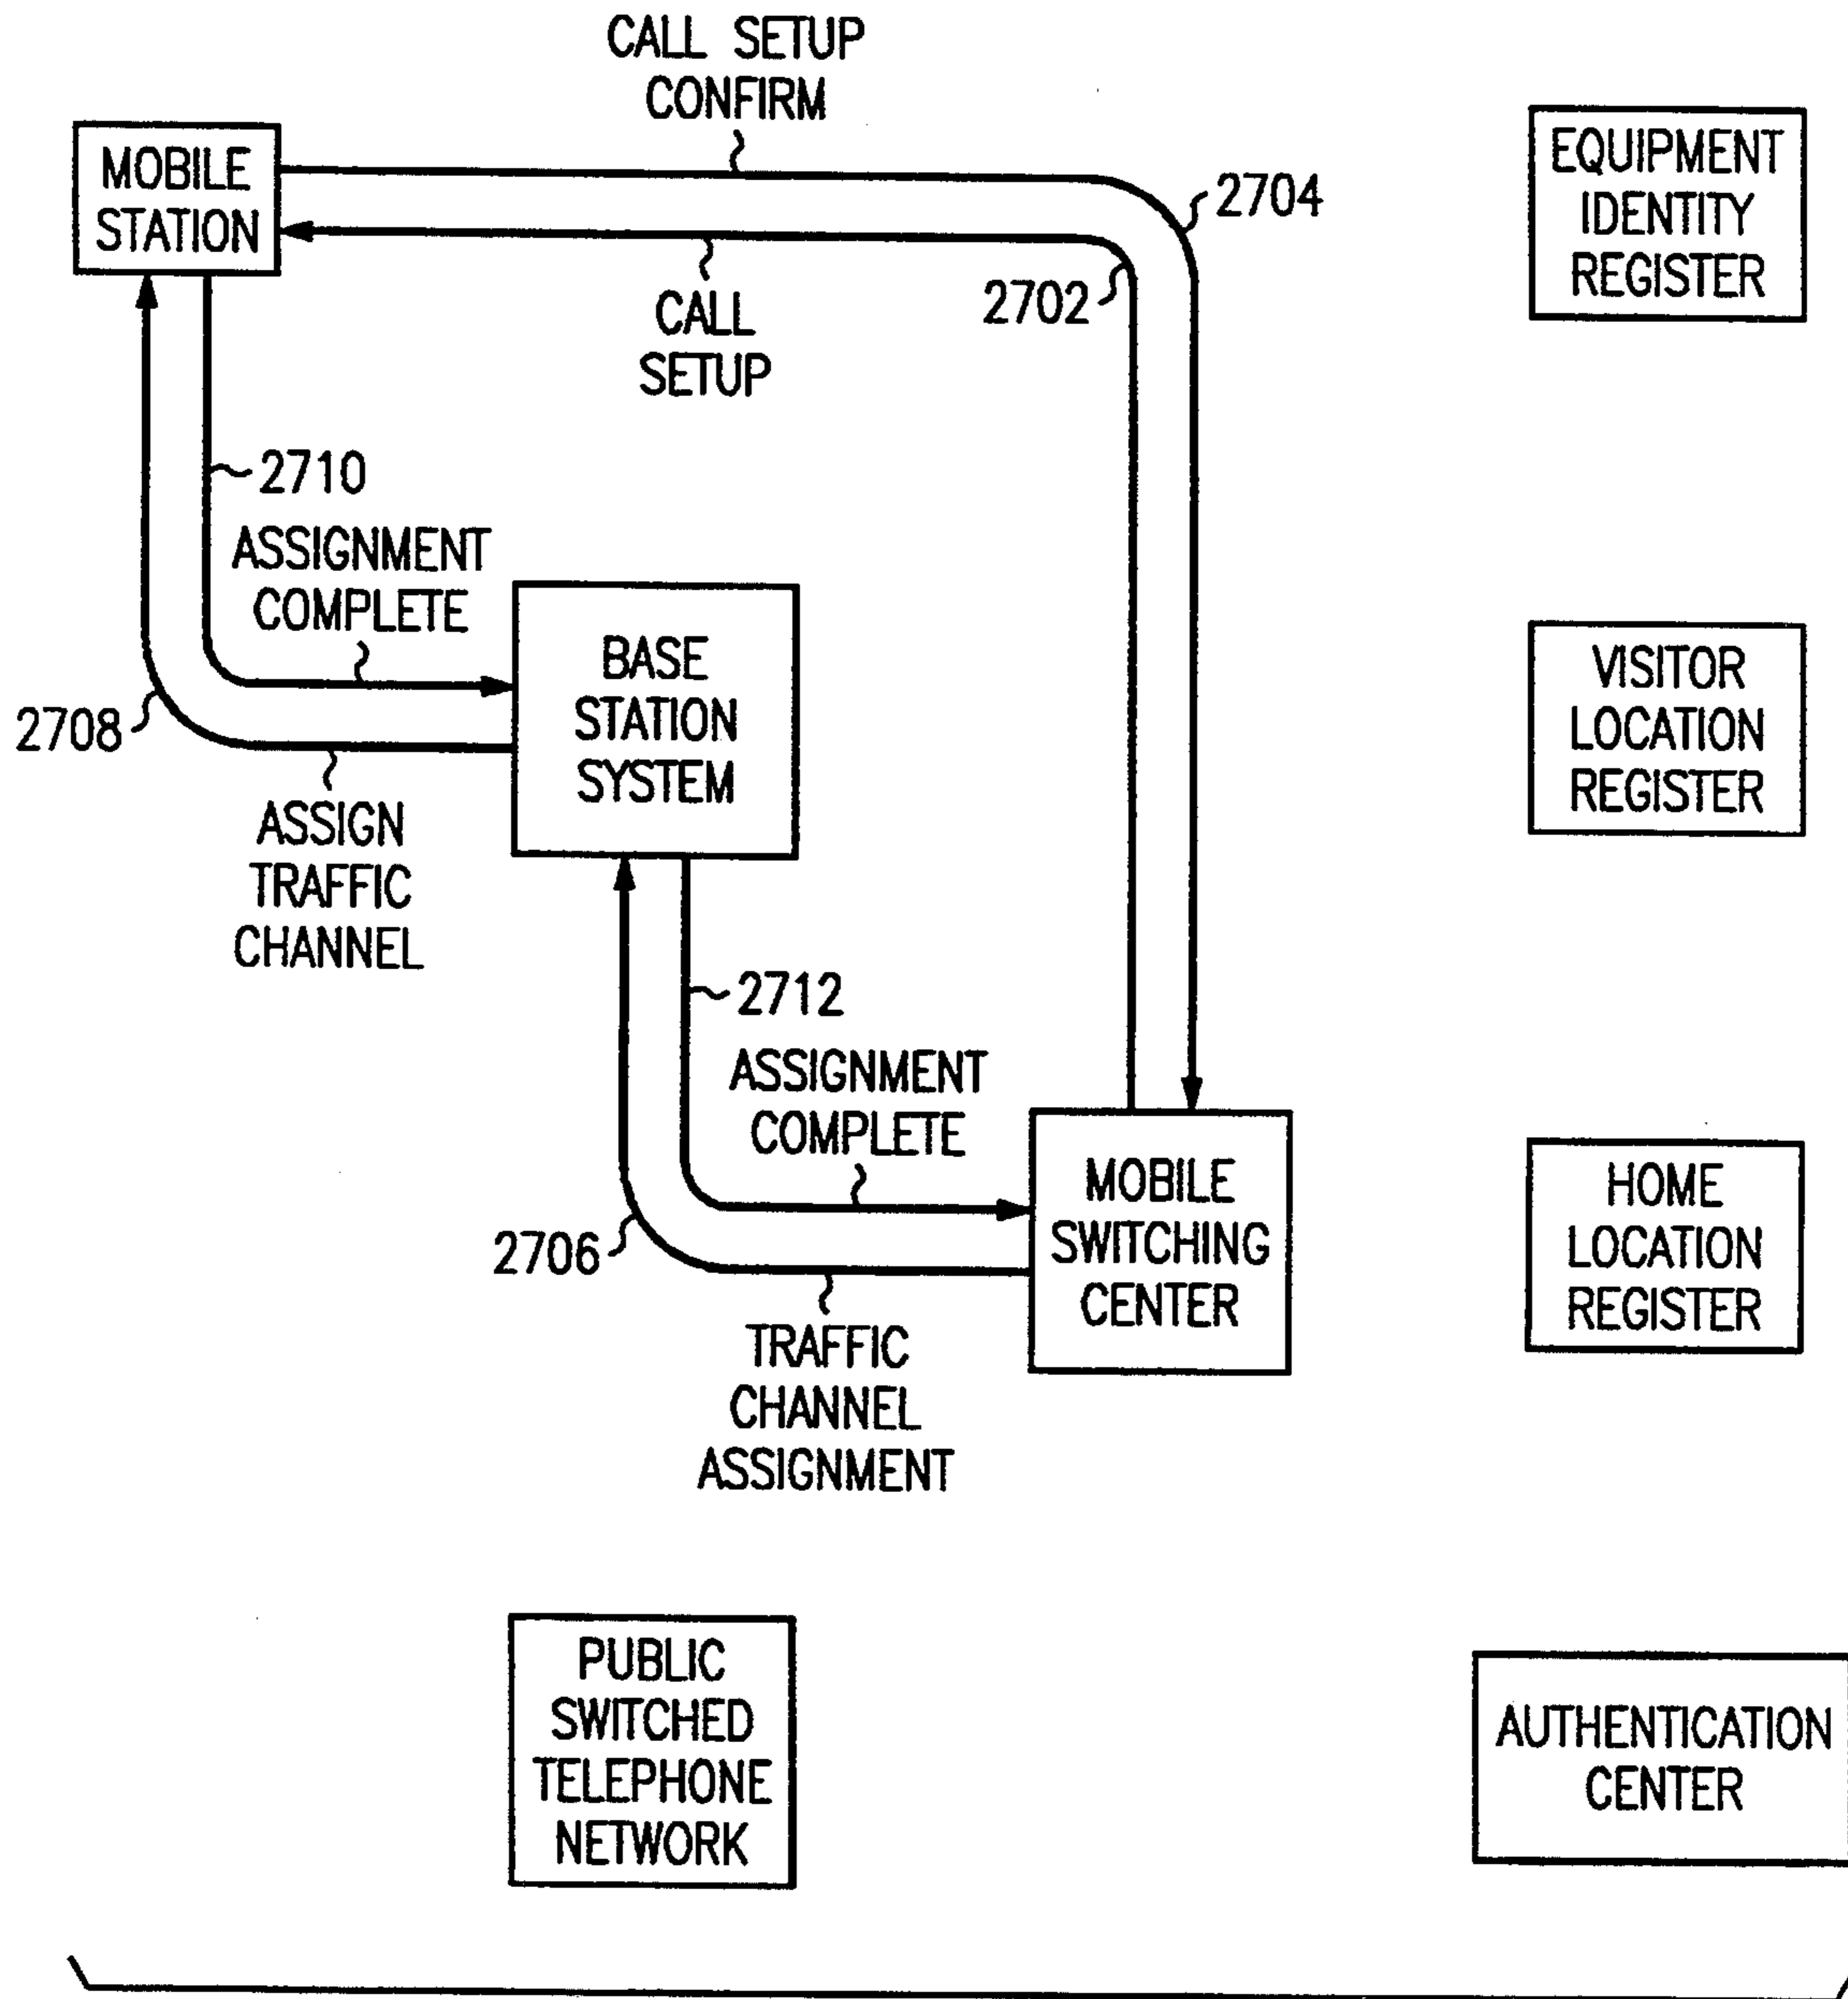 CALL SETUP
CONFIRM
MOBILE
STATION
EQUIPMENT
IDENTITY
REGISTER
2704
2702
CALL
SETUP
2710
ASSIGNMENT
COMPLETE
BASE
STATION
SYSTEM
VISITOR
LOCATION
REGISTER
2708
ASSIGN
TRAFFIC
CHANNEL
2712
ASSIGNMENT
COMPLETE
MOBILE
SWITCHING
CENTER
HOME
LOCATION
REGISTER
2706
TRAFFIC
CHANNEL
ASSIGNMENT
PUBLIC
SWITCHED
TELEPHONE
NETWORK
AUTHENTICATION
CENTER